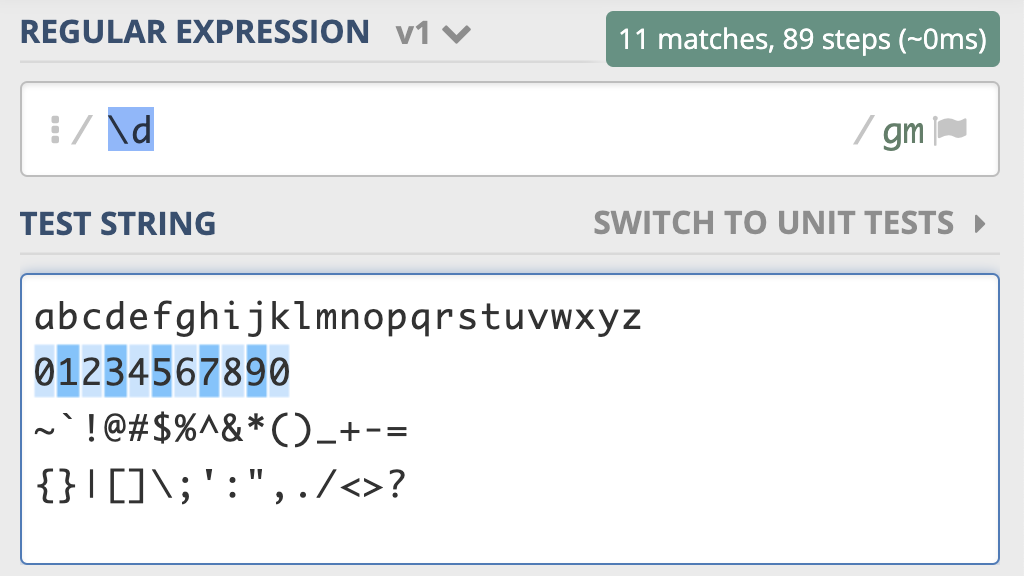 REGULAR EXPRESSION v1 11 matches, 89 steps (~0ms)
/ \d / gm
TEST STRING SWITCH TO UNIT TESTS
abcdefghijklmnopqrstuvwxyz
01234567890
~`!@#$%^&*()_+-=
{}|[]\;':",./<>?